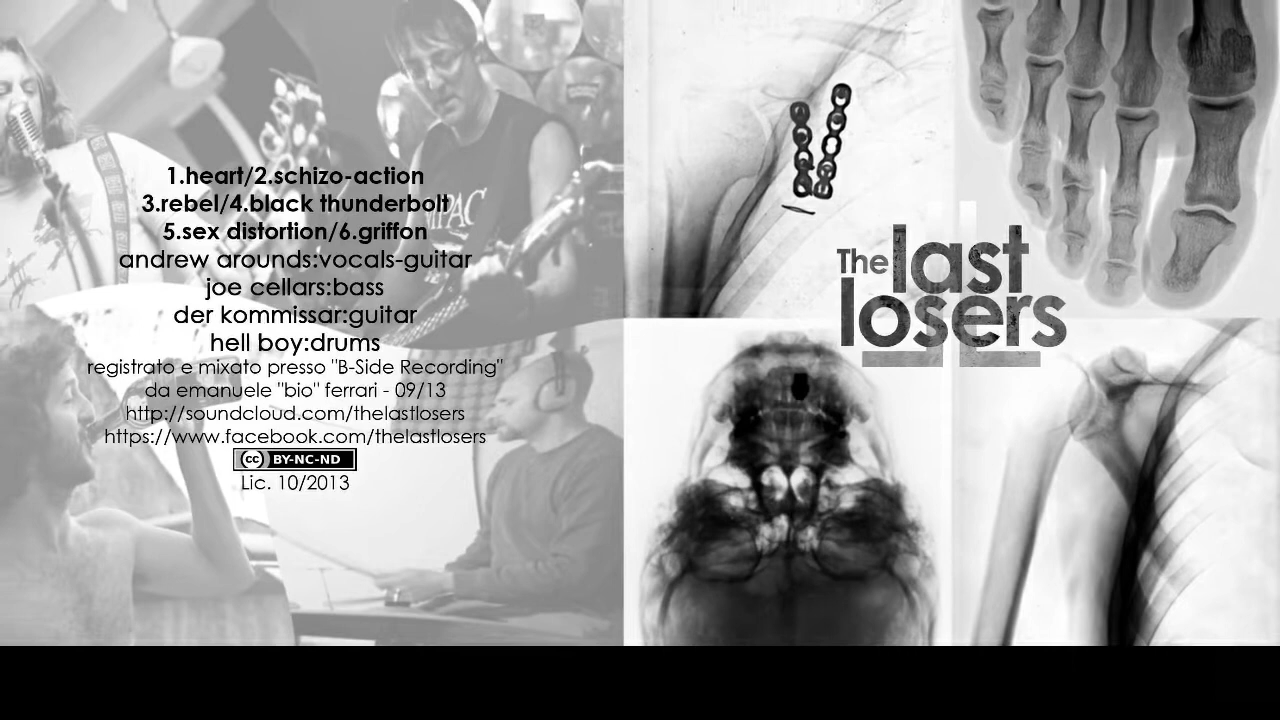 1.heart/2.schizo-action
3.rebel/4.black thunderbolt
5.sex distortion/6.griffon
andrew arounds:vocals-guitar
joe cellars:bass
der kommissar:guitar
hell boy:drums
registrato e mixato presso "B-Side Recording"
da emanuele "bio" ferrari - 09/13
http://soundcloud.com/thelastlosers
https://www.facebook.com/thelastlosers
cc BY-NC-ND
Lic. 10/2013
The last
losers